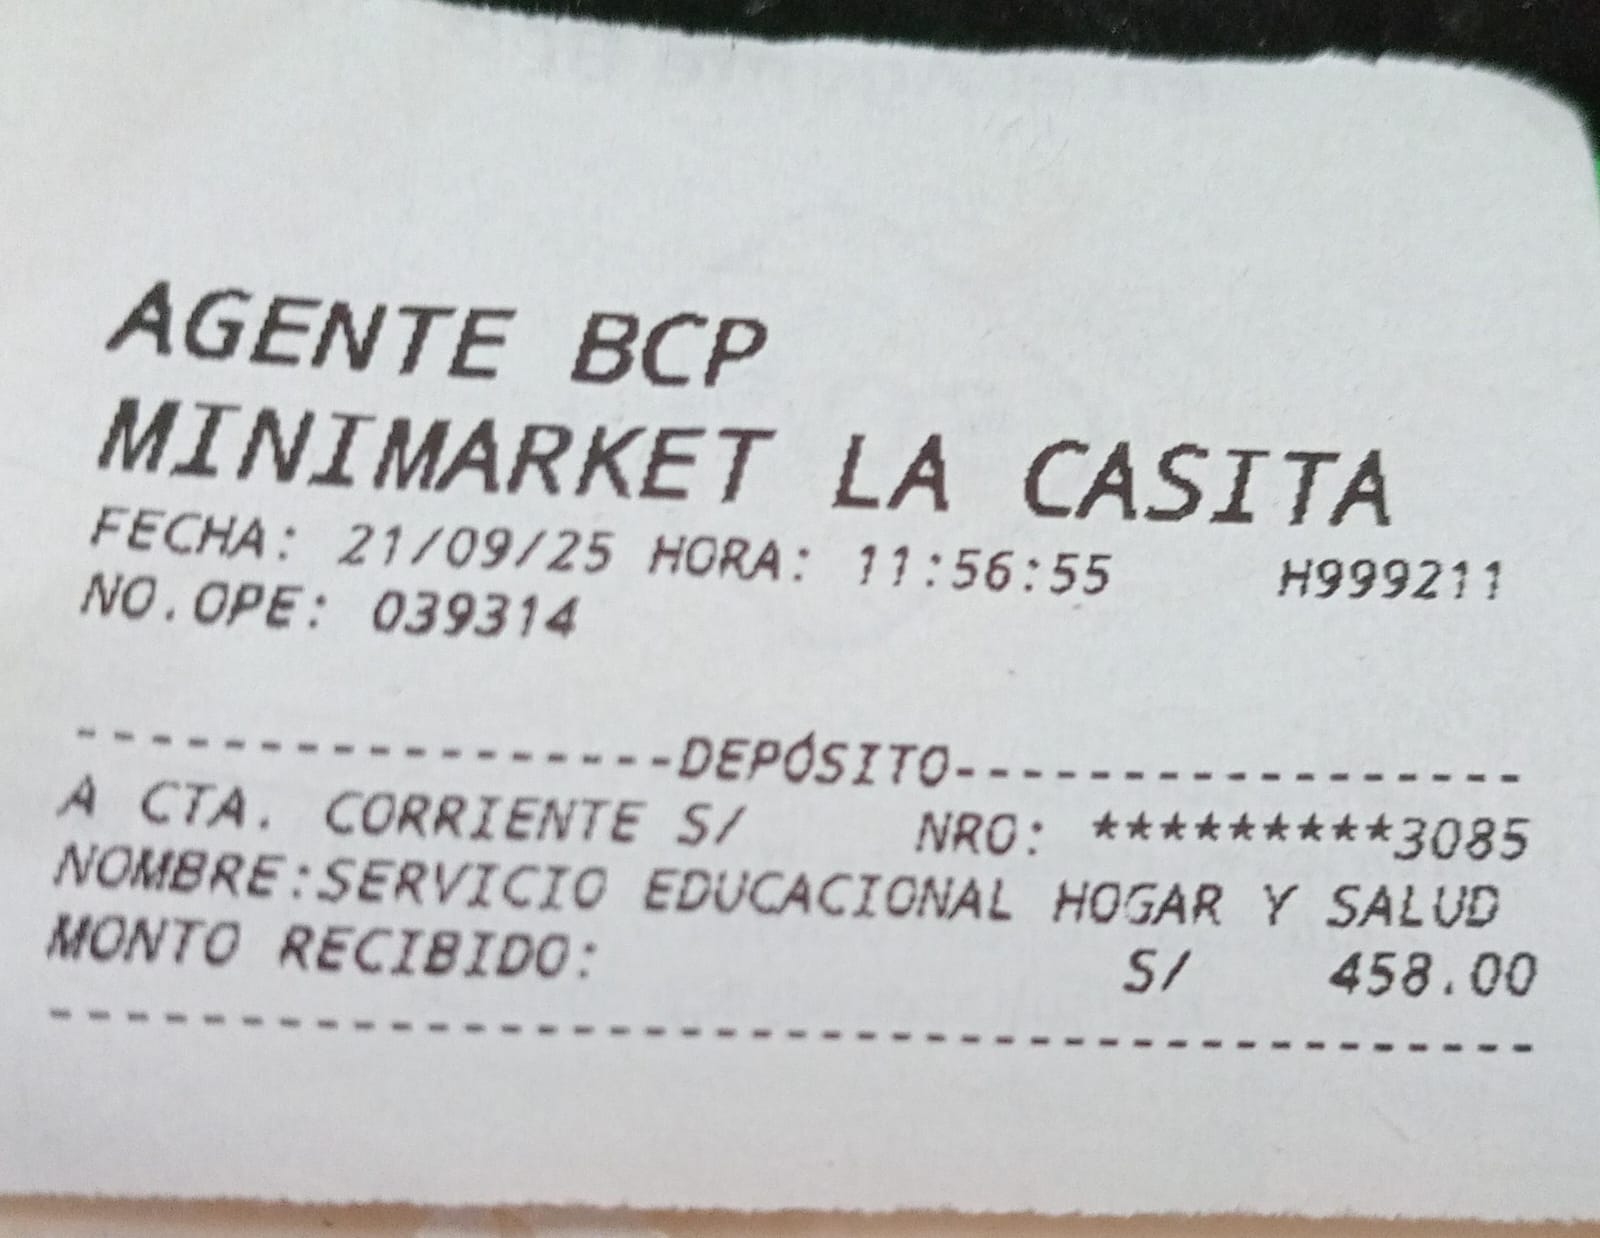 AGENTE BCP
MINIMARKET LA CASITA
FECHA: 21/09/25 HORA: 11:56:55 H999211
NO.OPE: 039314
------------------DEPÓSITO------------------
A CTA. CORRIENTE S/ NRO: *********3085
NOMBRE:SERVICIO EDUCACIONAL HOGAR Y SALUD
MONTO RECIBIDO: S/ 458.00